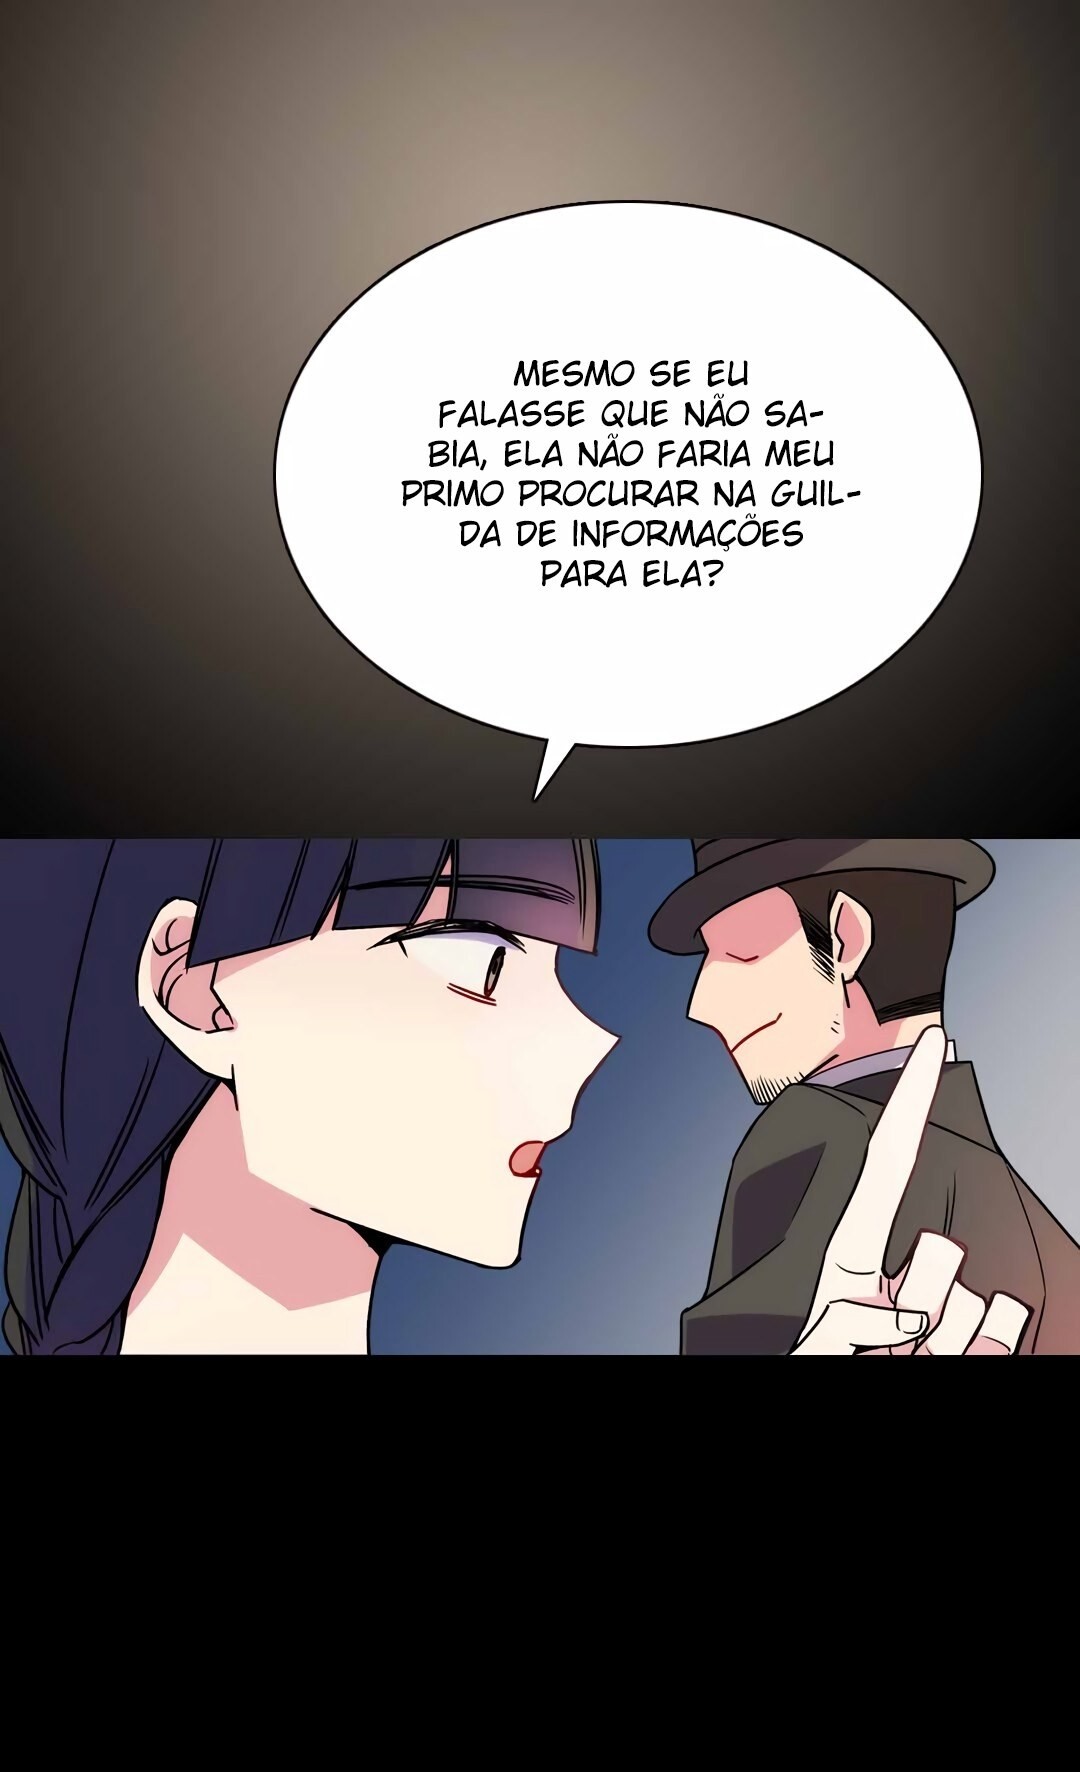 MESMO SE EU
FALASSE QUE NÃO SA-
BIA, ELA NÃO FARIA MEU
PRIMO PROCURAR NA GUIL-
DA DE INFORMAÇÕES
PARA ELA?